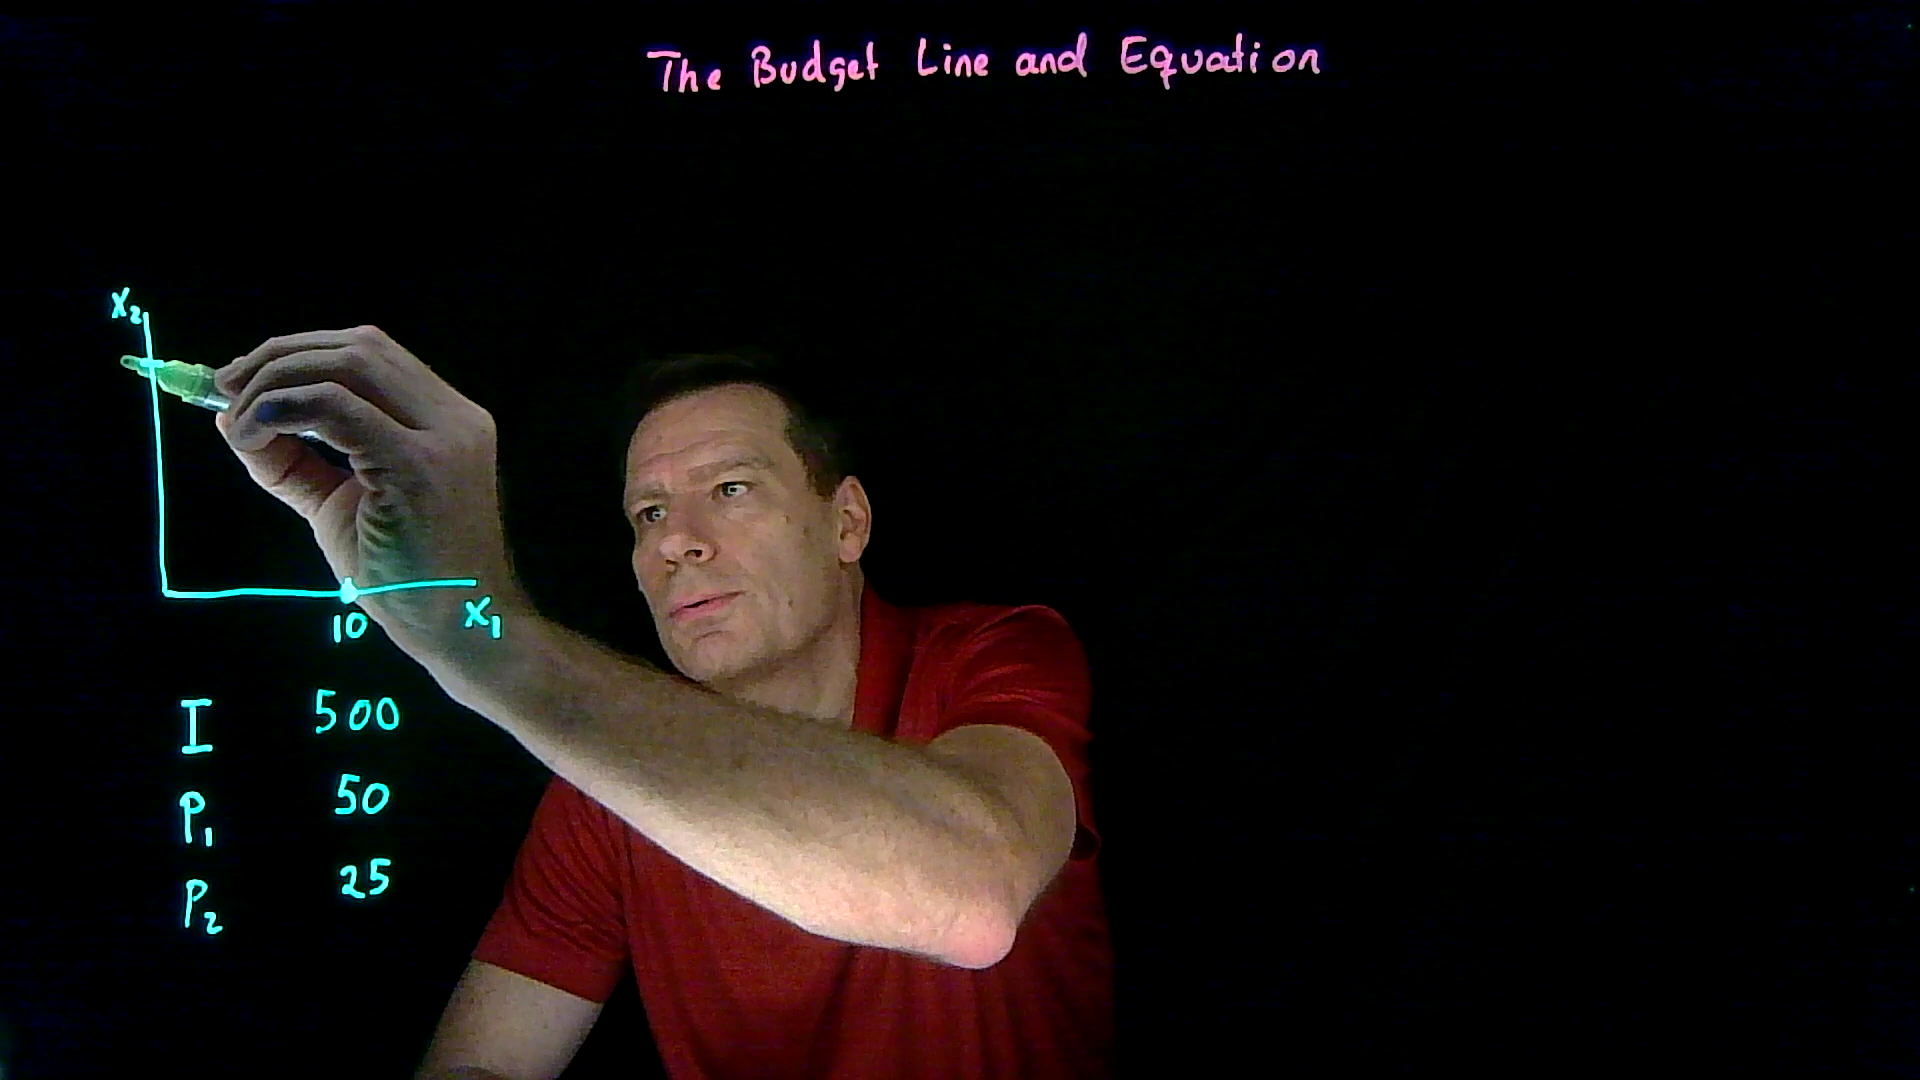 The Budget Line and Equation
x₂
10
x₁
I 500
P₁ 50
P₂ 25